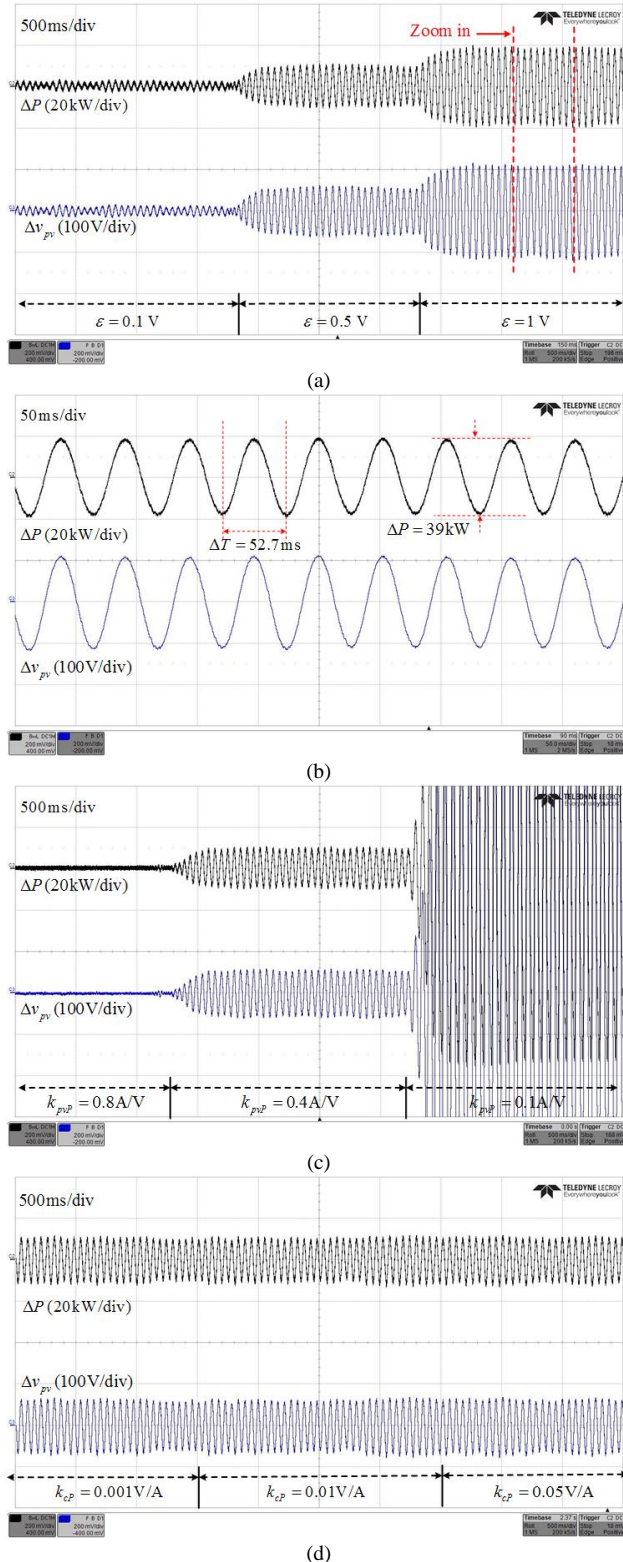 500ms/div
TELEDYNE LECROY
Everywhereyoulook
Zoom in
ΔP (20kW/div)
Δv_pv (100V/div)
ε = 0.1 V
ε = 0.5 V
ε = 1 V
(a)
50ms/div
TELEDYNE LECROY
Everywhereyoulook
ΔP (20kW/div)
ΔT = 52.7ms
ΔP = 39kW
Δv_pv (100V/div)
(b)
500ms/div
TELEDYNE LECROY
Everywhereyoulook
ΔP (20kW/div)
Δv_pv (100V/div)
k_pvP = 0.8A/V
k_pvP = 0.4A/V
k_pvP = 0.1A/V
(c)
500ms/div
TELEDYNE LECROY
Everywhereyoulook
ΔP (20kW/div)
Δv_pv (100V/div)
k_cP = 0.001V/A
k_cP = 0.01V/A
k_cP = 0.05V/A
(d)